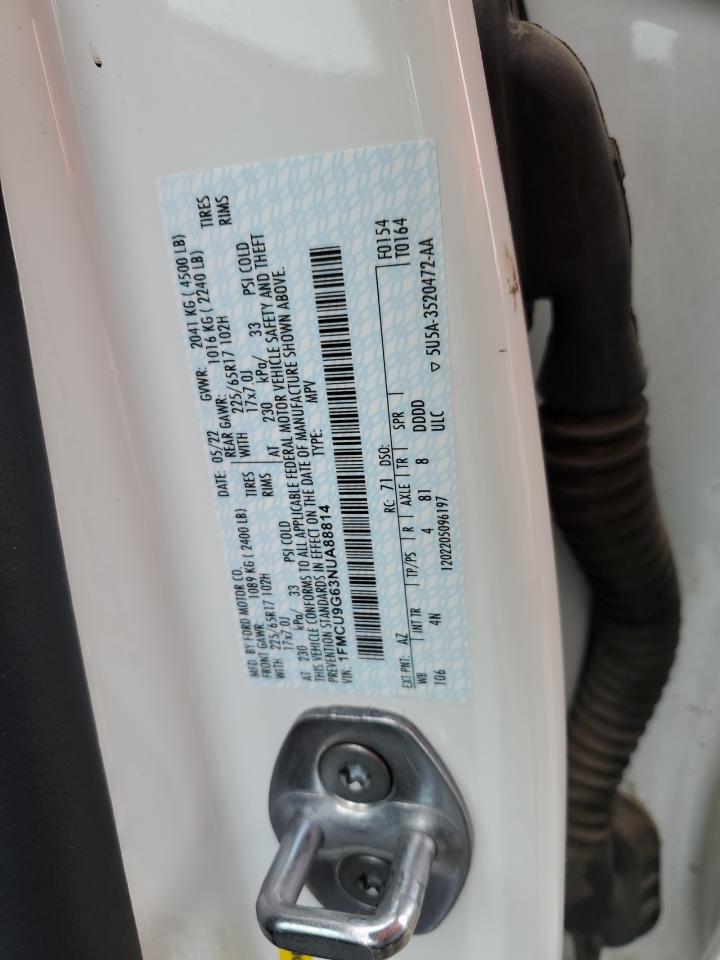 MFD. BY FORD MOTOR CO. DATE: 05/22 GVWR: 2041 KG ( 4500 LB)
FRONT GAWR: 1089 KG ( 2400 LB) REAR GAWR: 1016 KG ( 2240 LB)
WITH 225/65R17 102H TIRES WITH 225/65R17 102H TIRES
17x7.0J RIMS 17x7.0J RIMS
AT 230 kPa/ 33 PSI COLD AT 230 kPa/ 33 PSI COLD
THIS VEHICLE CONFORMS TO ALL APPLICABLE FEDERAL MOTOR VEHICLE SAFETY AND THEFT
PREVENTION STANDARDS IN EFFECT ON THE DATE OF MANUFACTURE SHOWN ABOVE.
VIN: 1FMCU9G63NUA88814 TYPE: MPV
EXT PNT: AZ RC: 71 DSO: F0154
WB INT TR TP/PS R AXLE TR SPR T0164
4N 4 81 8 DDDD
T06 1202205096197 ULC ▽ 5U5A-3520472-AA